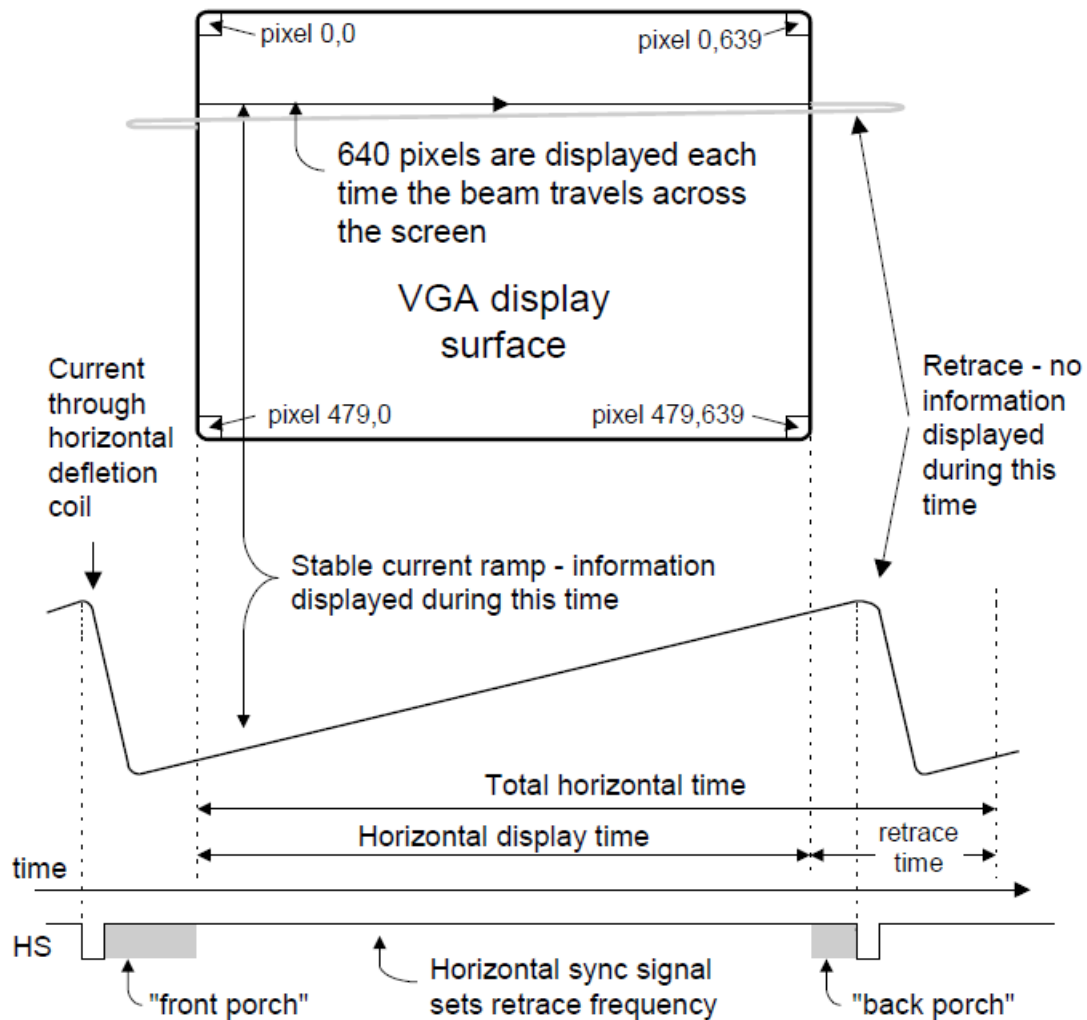 pixel 0,0
pixel 0,639
640 pixels are displayed each
time the beam travels across
the screen
VGA display
surface
pixel 479,0
pixel 479,639
Current
through
horizontal
defletion
coil
Retrace - no
information
displayed
during this
time
Stable current ramp - information
displayed during this time
Total horizontal time
Horizontal display time
retrace
time
time
HS
"front porch"
Horizontal sync signal
sets retrace frequency
"back porch"